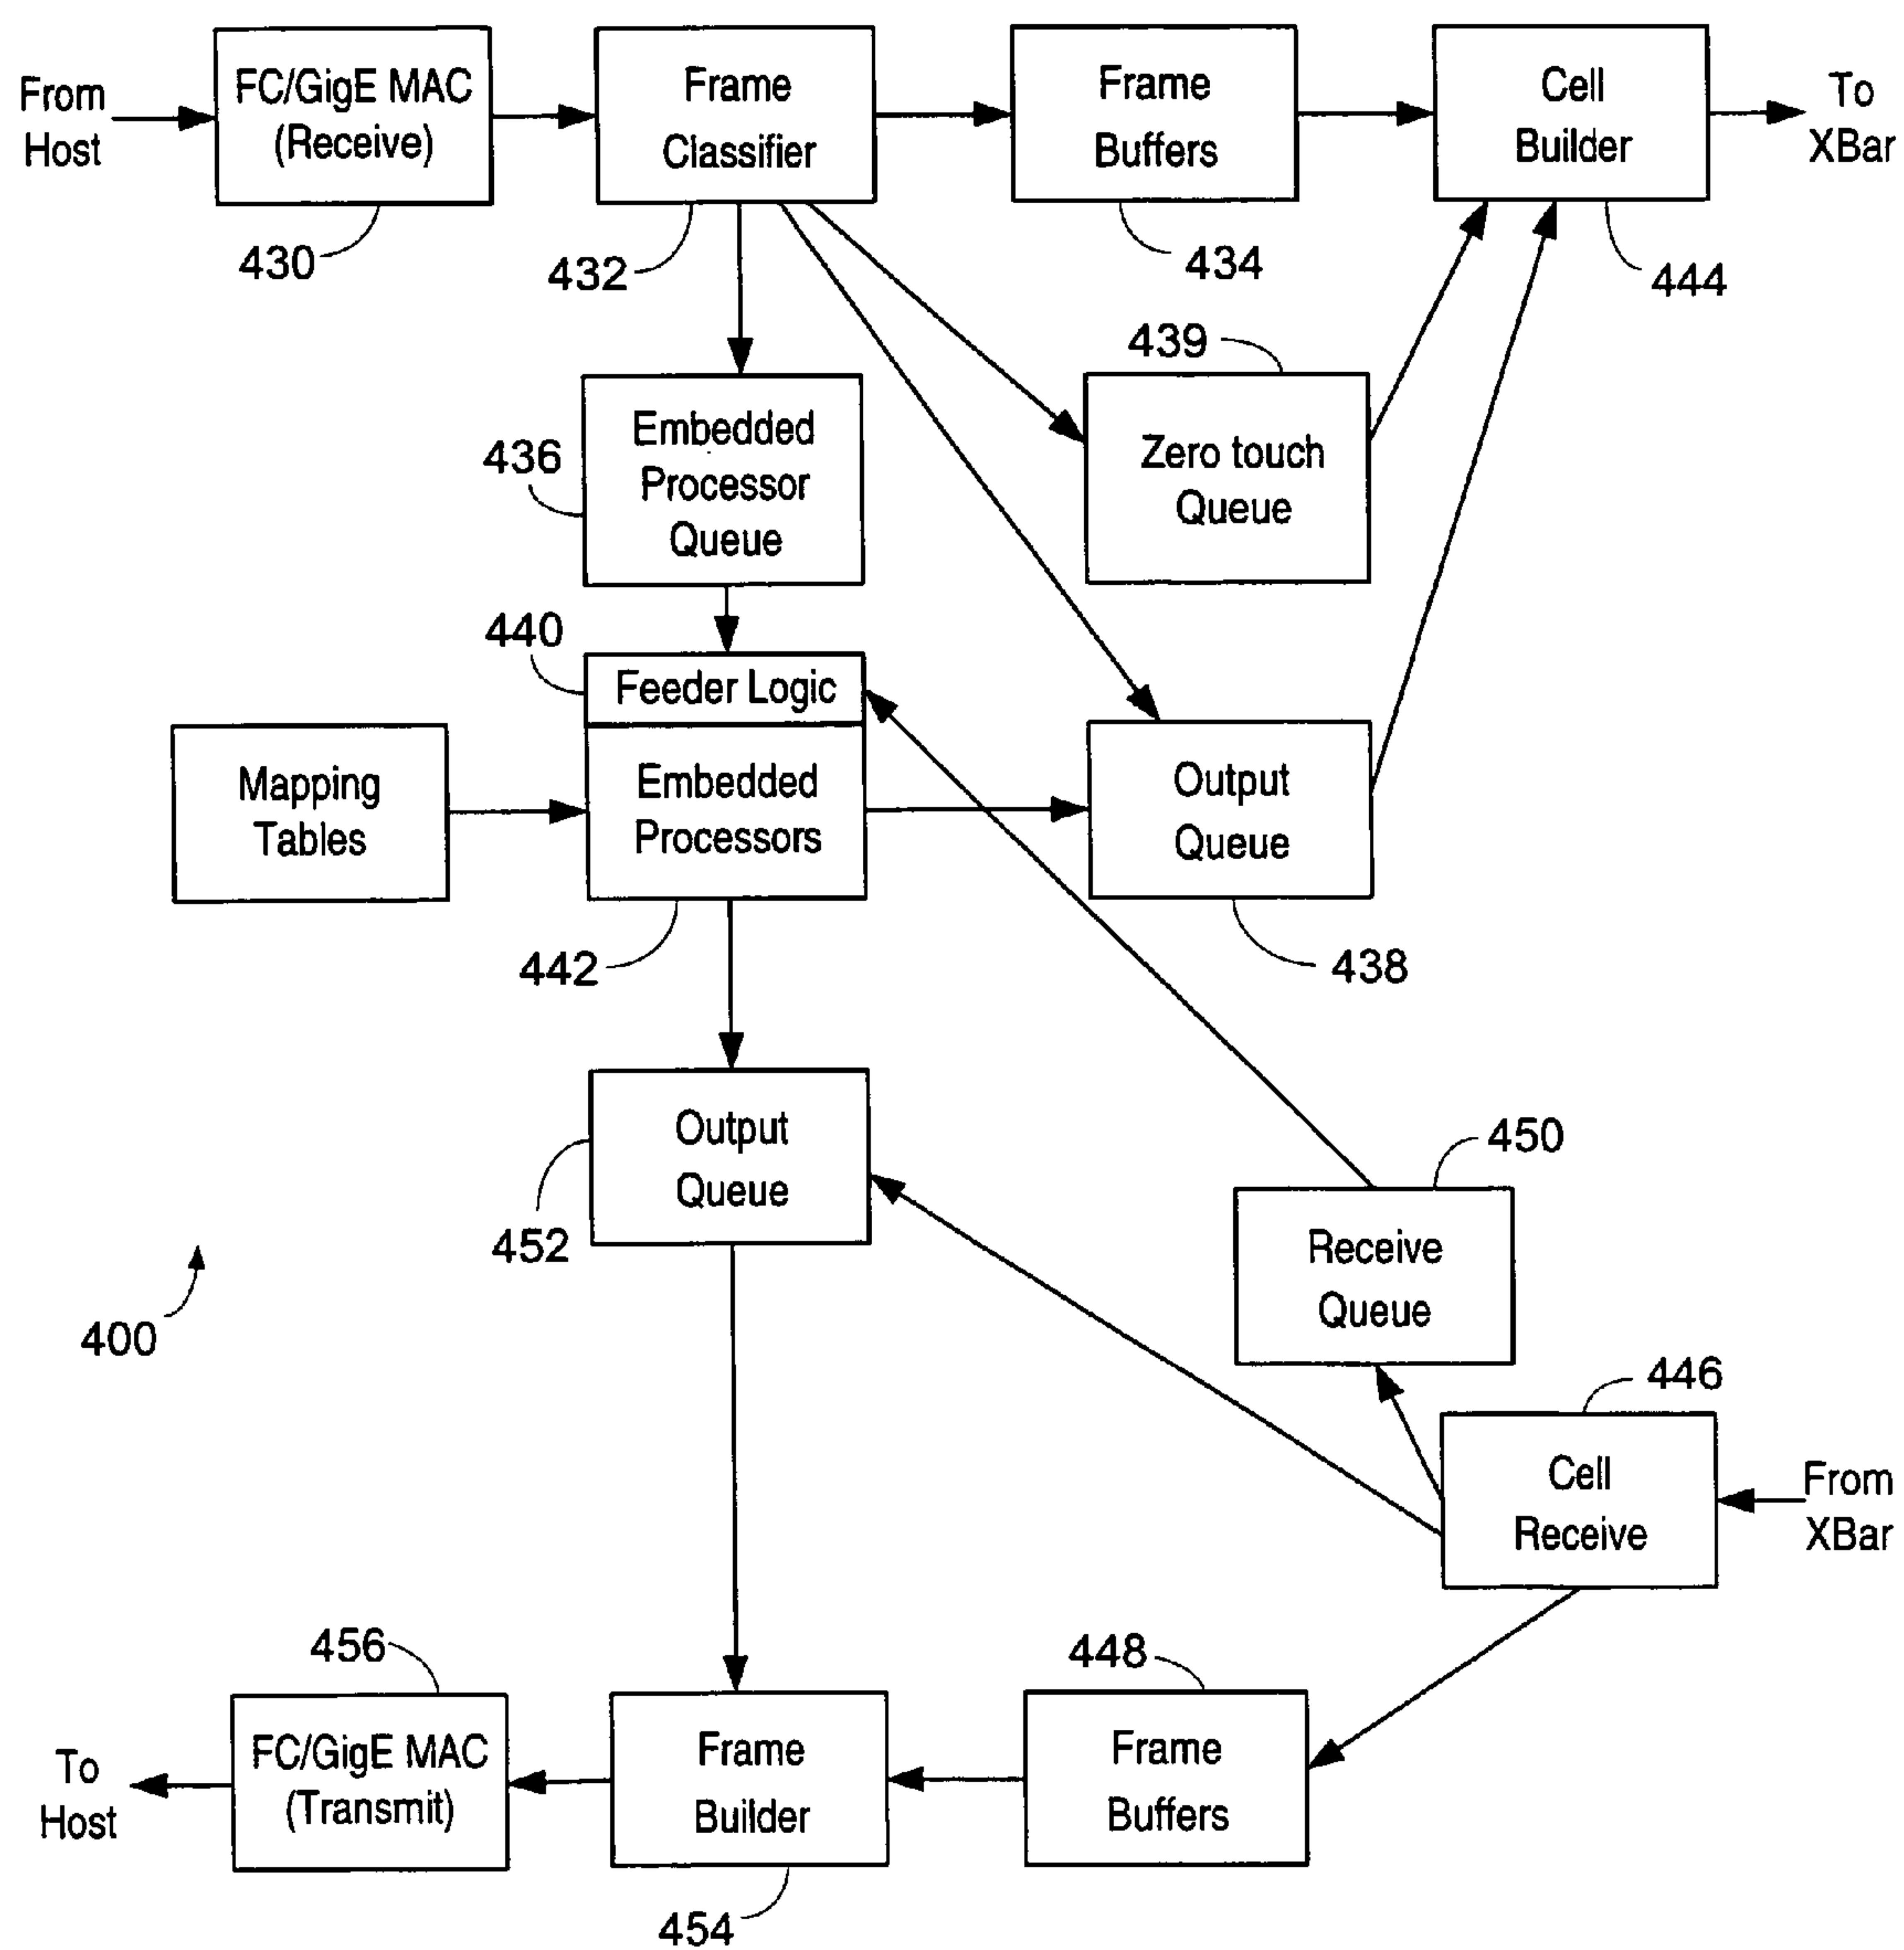 From
Host
FC/GigE MAC
(Receive)
430
Frame
Classifier
432
Frame
Buffers
434
Cell
Builder
444
To
XBar
439
Zero touch
Queue
436
Embedded
Processor
Queue
440
Feeder Logic
Mapping
Tables
Embedded
Processors
442
Output
Queue
438
Output
Queue
452
450
Receive
Queue
400
446
Cell
Receive
From
XBar
To
Host
456
FC/GigE MAC
(Transmit)
Frame
Builder
454
448
Frame
Buffers